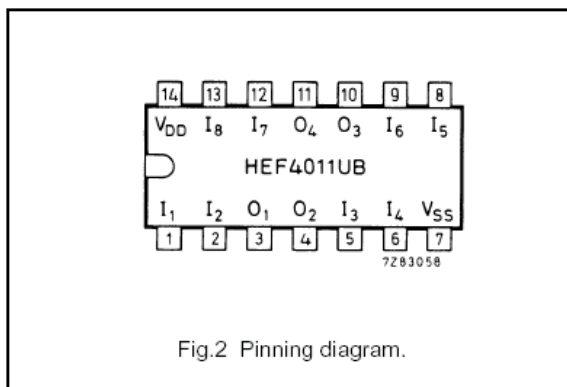 14 13 12 11 10 9 8
VDD I8 I7 O4 O3 I6 I5
HEF4011UB
I1 I2 O1 O2 I3 I4 VSS
1 2 3 4 5 6 7
7Z83058
Fig.2 Pinning diagram.